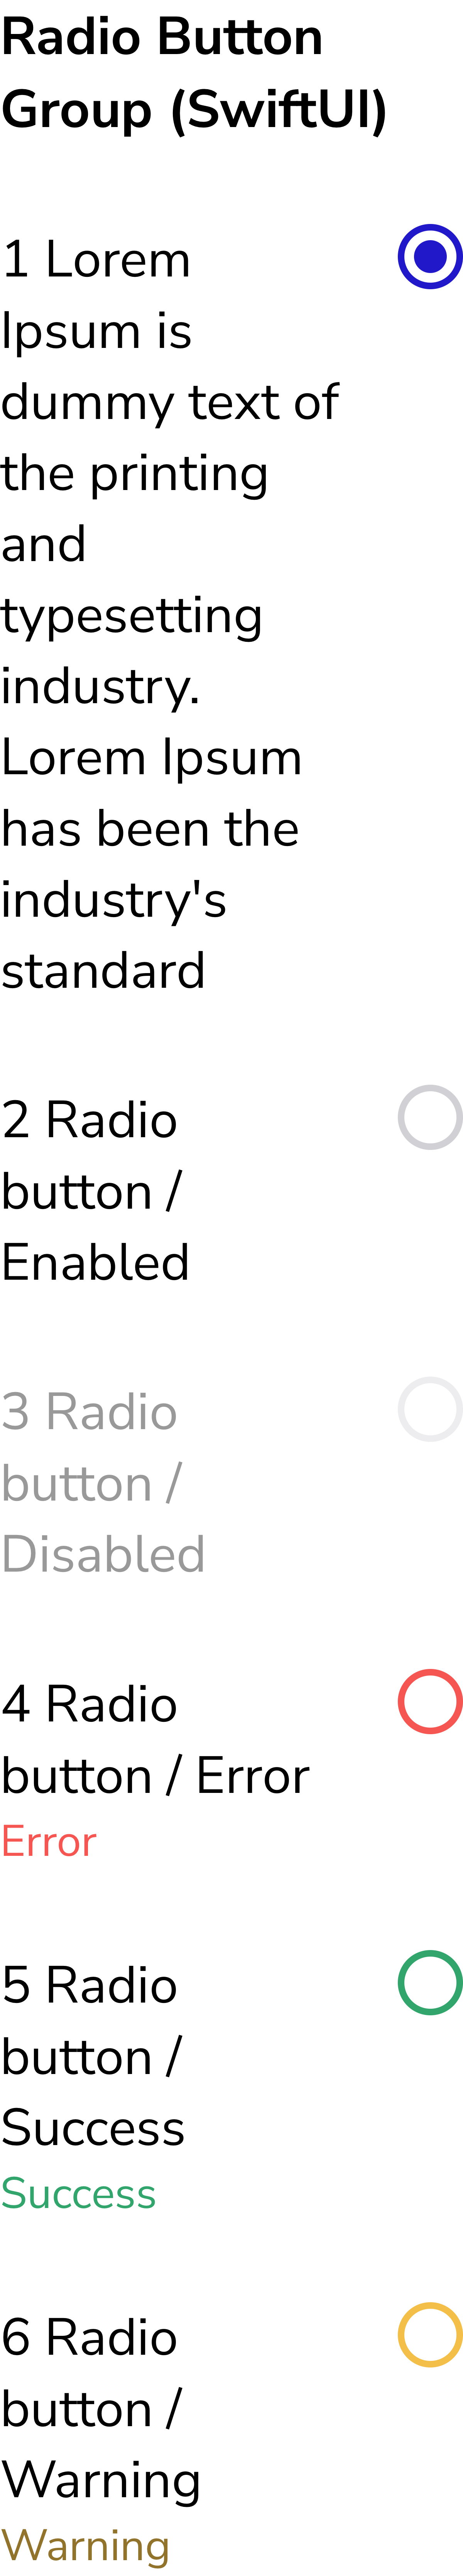 Radio Button
Group (SwiftUI)
1 Lorem
Ipsum is
dummy text of
the printing
and
typesetting
industry.
Lorem Ipsum
has been the
industry's
standard
2 Radio
button /
Enabled
3 Radio
button /
Disabled
4 Radio
button / Error
Error
5 Radio
button /
Success
Success
6 Radio
button /
Warning
Warning